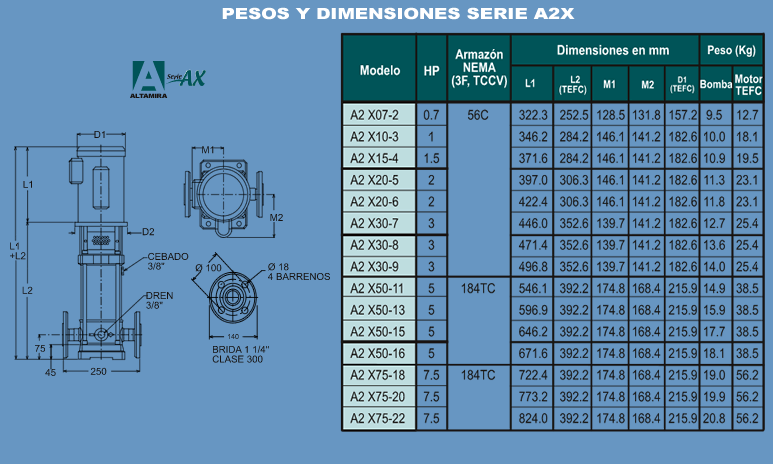 PESOS Y DIMENSIONES SERIE A2X
Serie AX
ALTAMIRA
D1
L1
L1
+L2
L2
D2
CEBADO
3/8"
DREN
3/8"
75
45
250
M1
M2
Ø 100
Ø 18
4 BARRENOS
140
BRIDA 1 1/4"
CLASE 300
Modelo HP Armazón NEMA (3F, TCCV) Dimensiones en mm Peso (Kg)
L1 L2 (TEFC) M1 M2 D1 (TEFC) Bomba Motor TEFC
A2 X07-2 0.7 56C 322.3 252.5 128.5 131.8 157.2 9.5 12.7
A2 X10-3 1 346.2 284.2 146.1 141.2 182.6 10.0 18.1
A2 X15-4 1.5 371.6 284.2 146.1 141.2 182.6 10.9 19.5
A2 X20-5 2 397.0 306.3 146.1 141.2 182.6 11.3 23.1
A2 X20-6 2 422.4 306.3 146.1 141.2 182.6 11.8 23.1
A2 X30-7 3 446.0 352.6 139.7 141.2 182.6 12.7 25.4
A2 X30-8 3 471.4 352.6 139.7 141.2 182.6 13.6 25.4
A2 X30-9 3 496.8 352.6 139.7 141.2 182.6 14.0 25.4
A2 X50-11 5 184TC 546.1 392.2 174.8 168.4 215.9 14.9 38.5
A2 X50-13 5 596.9 392.2 174.8 168.4 215.9 15.9 38.5
A2 X50-15 5 646.2 392.2 174.8 168.4 215.9 17.7 38.5
A2 X50-16 5 671.6 392.2 174.8 168.4 215.9 18.1 38.5
A2 X75-18 7.5 184TC 722.4 392.2 174.8 168.4 215.9 19.0 56.2
A2 X75-20 7.5 773.2 392.2 174.8 168.4 215.9 19.9 56.2
A2 X75-22 7.5 824.0 392.2 174.8 168.4 215.9 20.8 56.2